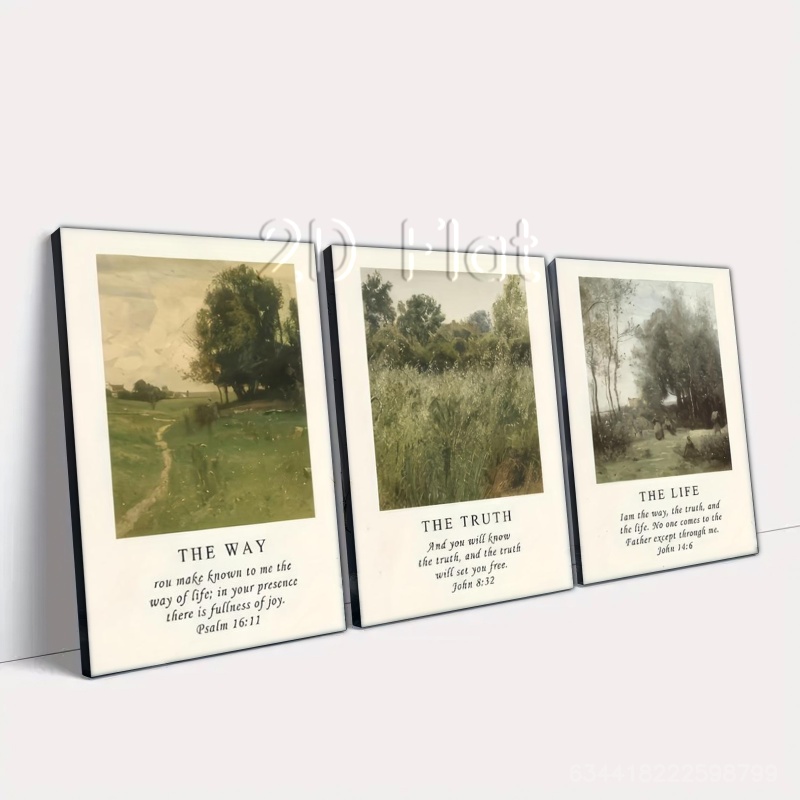 2D Flat
THE WAY
rou make known to me the
way of life; in your presence
there is fullness of joy.
Psalm 16:11
THE TRUTH
And you will know
the truth, and the truth
will set you free.
John 8:32
THE LIFE
Iam the way, the truth, and
the life. No one comes to the
Father except through me.
John 14:6